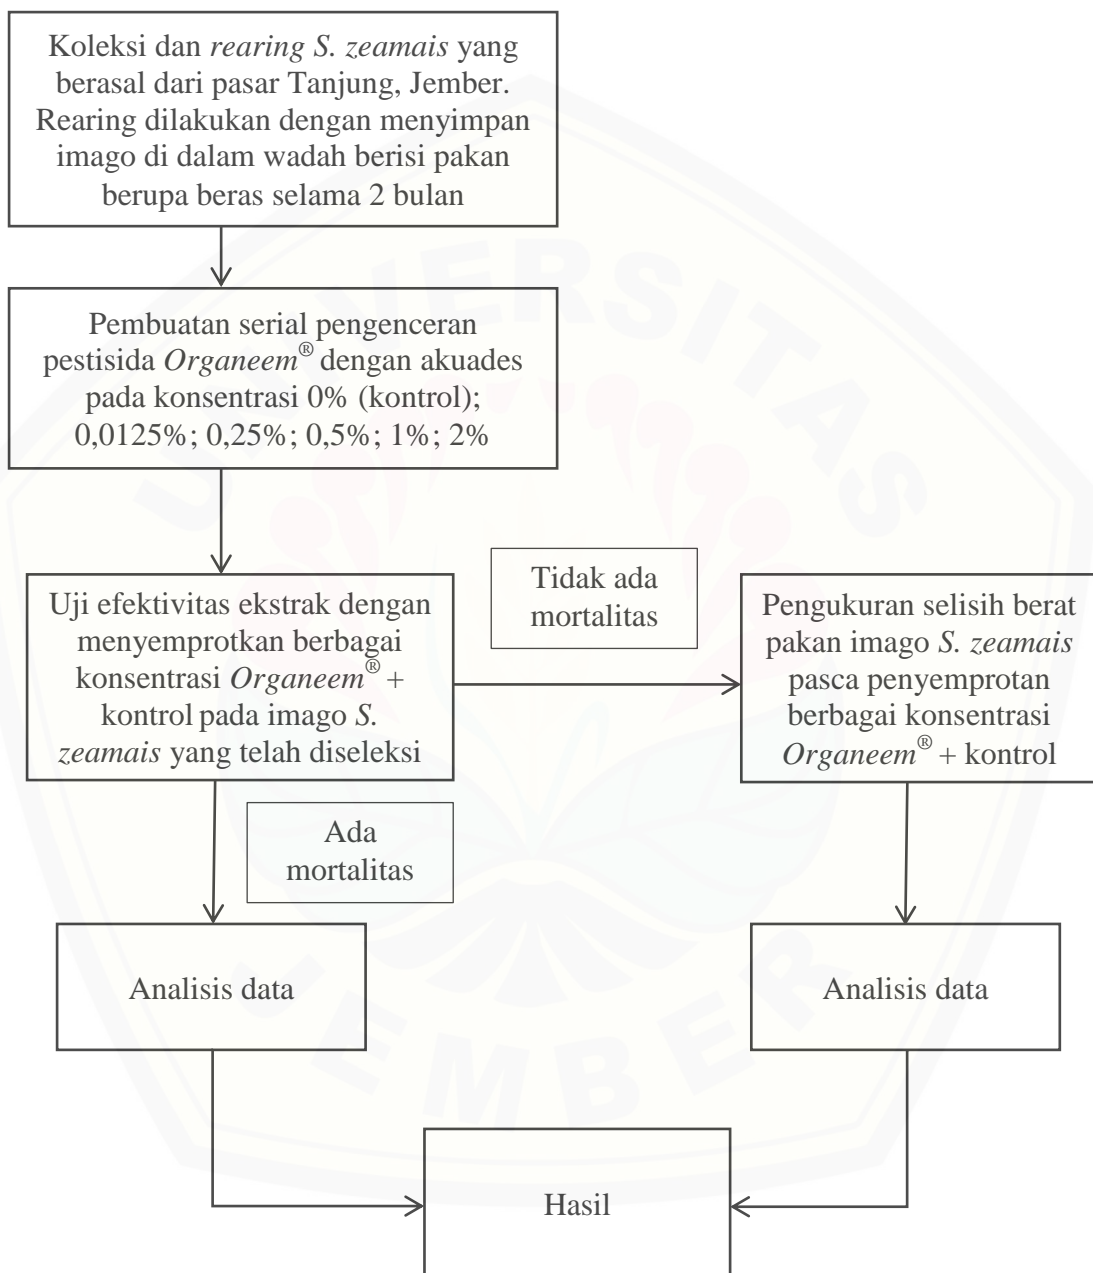 Koleksi dan rearing S. zeamais yang
berasal dari pasar Tanjung, Jember.
Rearing dilakukan dengan menyimpan
imago di dalam wadah berisi pakan
berupa beras selama 2 bulan
Pembuatan serial pengenceran
pestisida Organeem® dengan akuades
pada konsentrasi 0% (kontrol);
0,0125%; 0,25%; 0,5%; 1%; 2%
Uji efektivitas ekstrak dengan
menyemprotkan berbagai
konsentrasi Organeem® +
kontrol pada imago S.
zeamais yang telah diseleksi
Tidak ada
mortalitas
Pengukuran selisih berat
pakan imago S. zeamais
pasca penyemprotan
berbagai konsentrasi
Organeem® + kontrol
Ada
mortalitas
Analisis data
Analisis data
Hasil
UNIVERSITAS
JEMBER